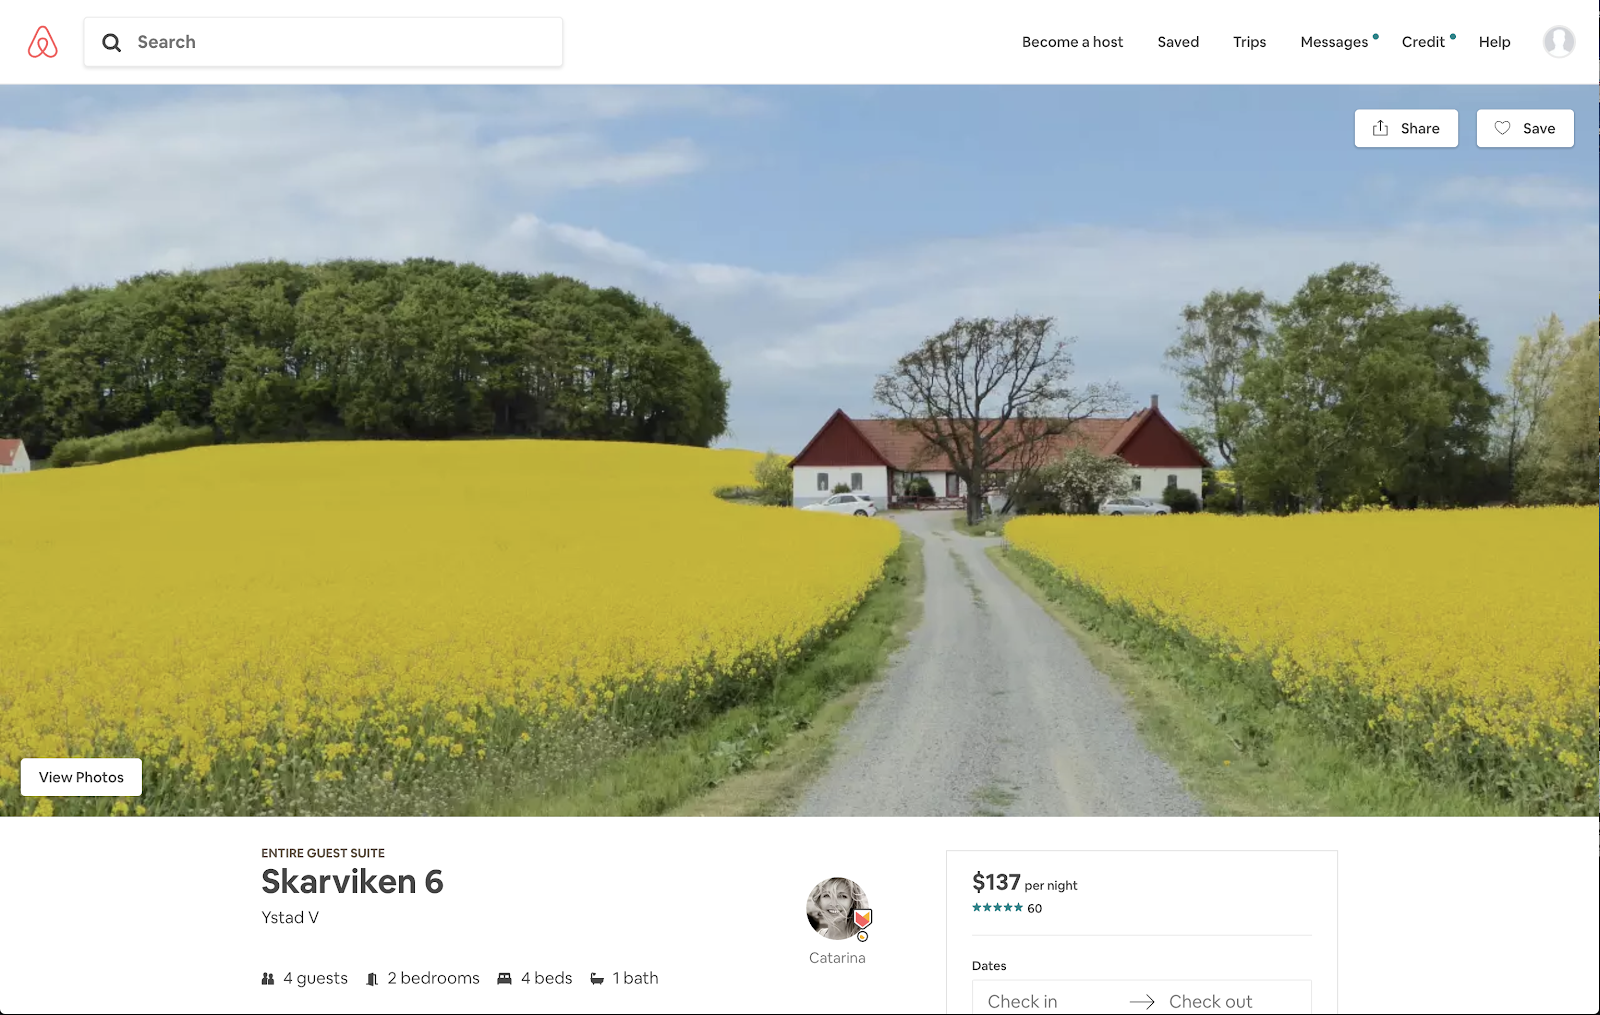 Search
Become a host
Saved
Trips
Messages
Credit
Help
Share
Save
View Photos
ENTIRE GUEST SUITE
Skarviken 6
Ystad V
4 guests
2 bedrooms
4 beds
1 bath
Catarina
$137 per night
60
Dates
Check in
Check out